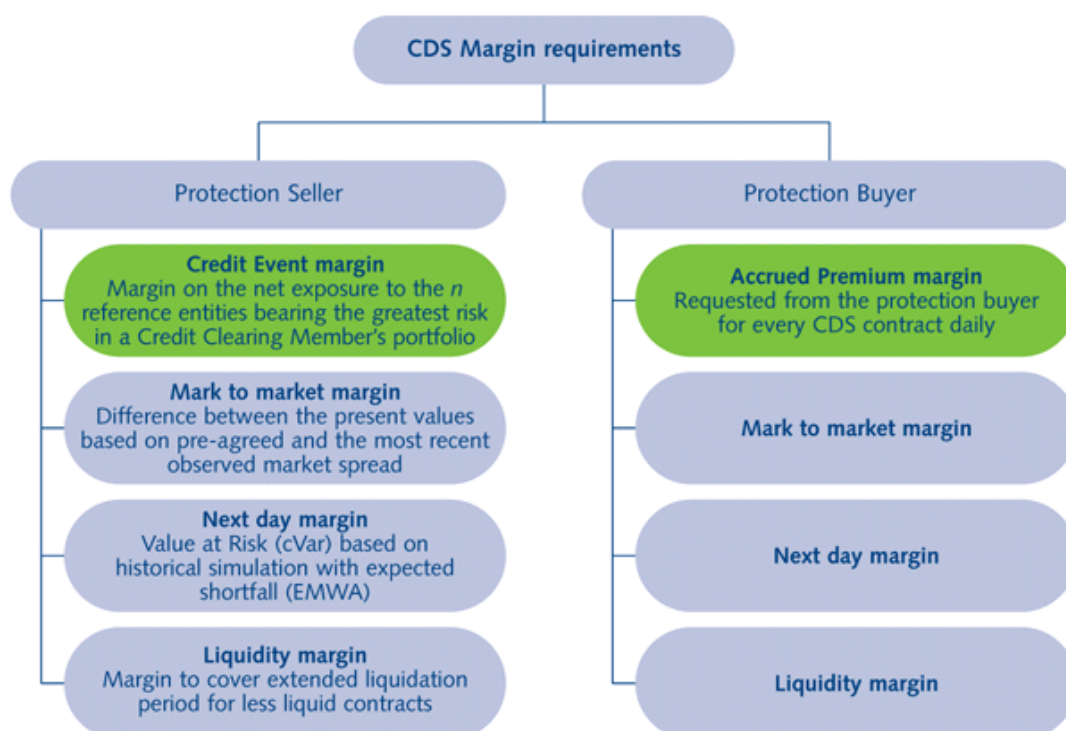 CDS Margin requirements
Protection Seller
Protection Buyer
Credit Event margin
Margin on the net exposure to the n
reference entities bearing the greatest risk
in a Credit Clearing Member's portfolio
Accrued Premium margin
Requested from the protection buyer
for every CDS contract daily
Mark to market margin
Difference between the present values
based on pre-agreed and the most recent
observed market spread
Mark to market margin
Next day margin
Value at Risk (cVar) based on
historical simulation with expected
shortfall (EMWA)
Next day margin
Liquidity margin
Margin to cover extended liquidation
period for less liquid contracts
Liquidity margin